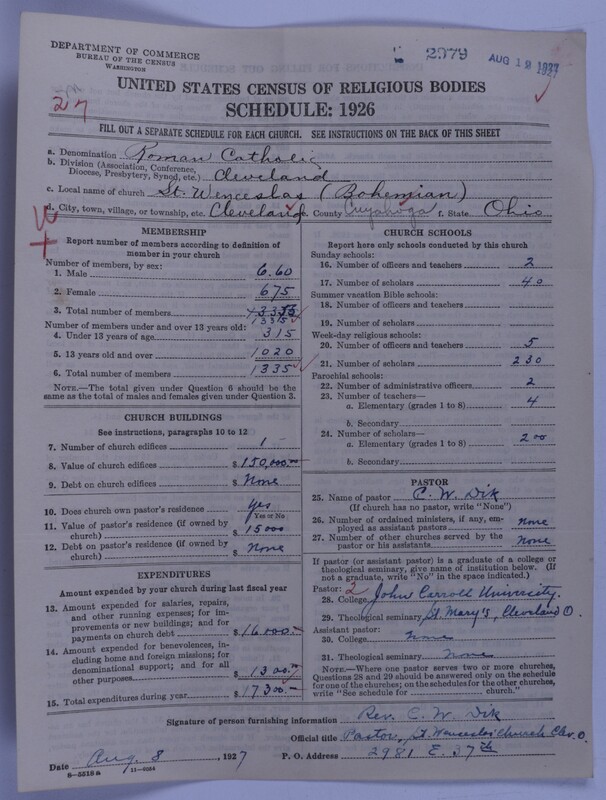 DEPARTMENT OF COMMERCE
BUREAU OF THE CENSUS
WASHINGTON
2979
AUG 12 1927
27
UNITED STATES CENSUS OF RELIGIOUS BODIES
SCHEDULE: 1926
FILL OUT A SEPARATE SCHEDULE FOR EACH CHURCH. SEE INSTRUCTIONS ON THE BACK OF THIS SHEET
a. Denomination Roman Catholic
b. Division (Association, Conference, Diocese, Presbytery, Synod, etc.) Cleveland
c. Local name of church St. Wenceslas (Bohemian)
d. City, town, village, or township, etc. Cleveland e. County Cuyahoga f. State Ohio
MEMBERSHIP
Report number of members according to definition of
member in your church
Number of members, by sex:
1. Male 660
2. Female 675
3. Total number of members 1335
Number of members under and over 13 years old:
4. Under 13 years of age 315
5. 13 years old and over 1020
6. Total number of members 1335
NOTE.—The total given under Question 6 should be
the same as the total of males and females given under Question 3.
CHURCH BUILDINGS
See instructions, paragraphs 10 to 12
7. Number of church edifices 1
8. Value of church edifices $150,000.—
9. Debt on church edifices $ None
10. Does church own pastor's residence yes
Yes or No
11. Value of pastor's residence (if owned by
church) $ 15000
12. Debt on pastor's residence (if owned by
church) $ None
EXPENDITURES
Amount expended by church during last fiscal year
13. Amount expended for salaries, repairs,
and other running expenses; for im-
provements or new buildings; and for
payments on church debt $16000.—
14. Amount expended for benevolences,
including home and foreign missions; for
denominational support; and for all
other purposes $ 1300.—
15. Total expenditures during year $17300.—
CHURCH SCHOOLS
Report here only schools conducted by this church
Sunday schools:
16. Number of officers and teachers 2
17. Number of scholars 40
Summer vacation Bible schools:
18. Number of officers and teachers
19. Number of scholars
Week-day religious schools:
20. Number of officers and teachers 5
21. Number of scholars 230
Parochial schools:
22. Number of administrative officers 2
23. Number of teachers—
a. Elementary (grades 1 to 8) 4
b. Secondary
24. Number of scholars—
a. Elementary (grades 1 to 8) 200
b. Secondary
PASTOR
25. Name of pastor C. W. Dik
(If church has no pastor, write "None")
26. Number of ordained ministers, if any, em-
ployed as assistant pastors none
27. Number of other churches served by the
pastor or his assistants None
If pastor (or assistant pastor) is a graduate of a college or
theological seminary, give name of institution below. (If
not a graduate, write "No" in the space indicated.)
Pastor: 2
28. College John Carroll University.
29. Theological seminary St. Mary's, Cleveland O.
Assistant pastor:
30. College None
31. Theological seminary None
NOTE.—Where one pastor serves two or more churches,
Questions 28 and 29 should be answered only on the schedule
for one of the churches; on the schedules for the other churches,
write "See schedule for church."
Signature of person furnishing information Rev. C. W. Dik
Official title Pastor, St. Wenceslas church Clev. O.
Date Aug. 8, 1927 P. O. Address 2981 E. 37th
8-5518a 11-6684